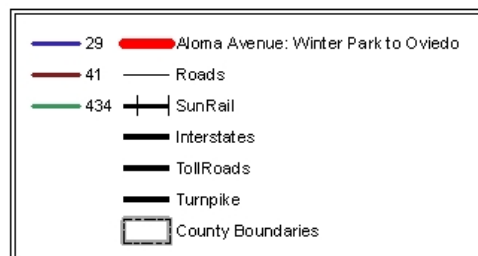 29 Aloma Avenue: Winter Park to Oviedo
41 Roads
434 SunRail
Interstates
TollRoads
Turnpike
County Boundaries